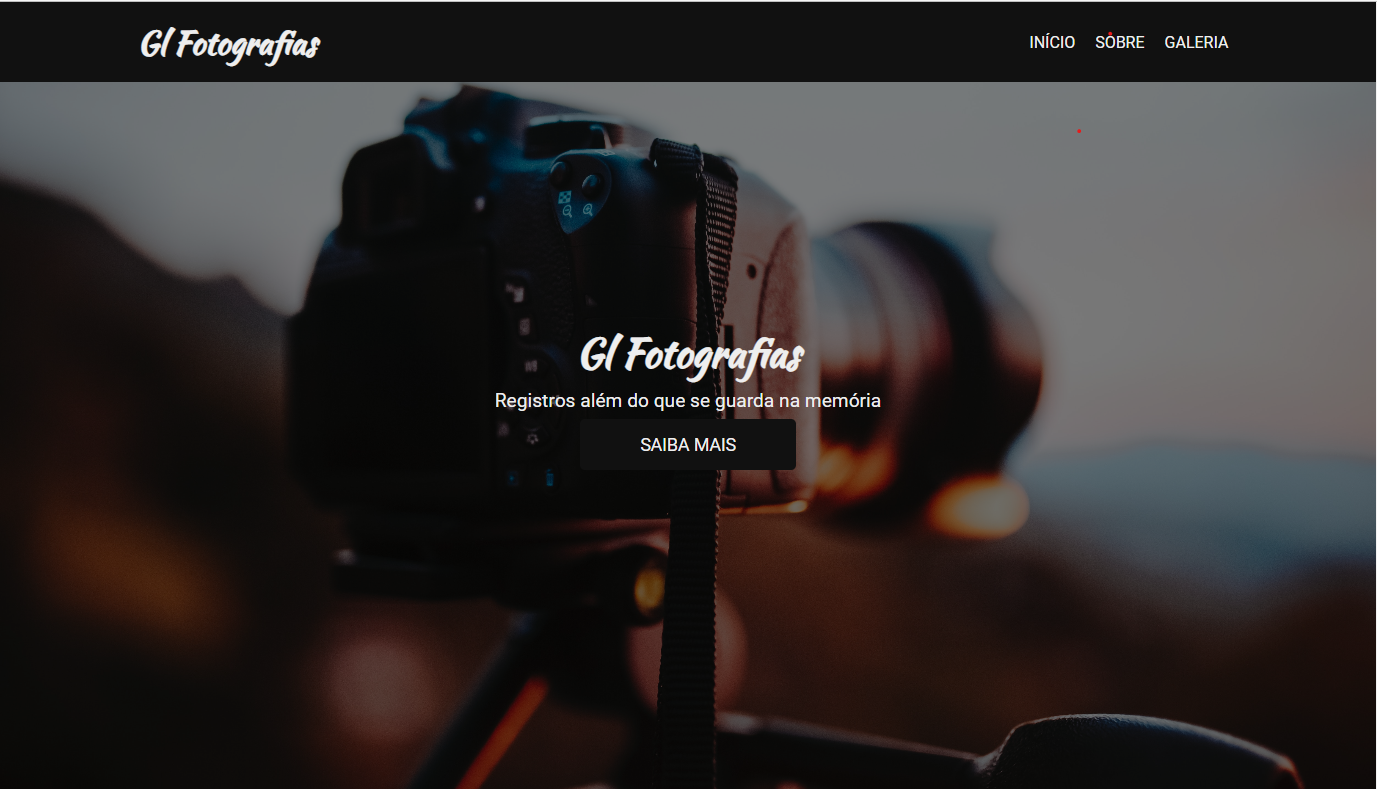 Gl Fotografias
INÍCIO SOBRE GALERIA
Gl Fotografias
Registros além do que se guarda na memória
SAIBA MAIS